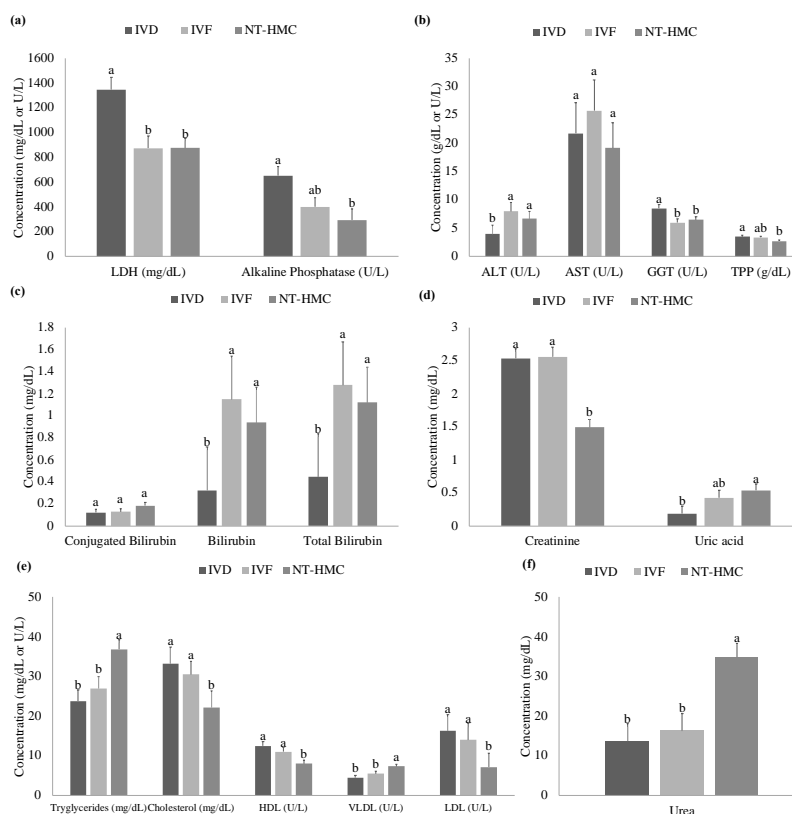 (a)
IVD IVF NT-HMC
Concentration (mg/dL or U/L)
1600
1400
1200
1000
800
600
400
200
0
a
b
b
a
ab
b
LDH (mg/dL) Alkaline Phosphatase (U/L)
(b)
IVD IVF NT-HMC
Concentration (g/dL or U/L)
35
30
25
20
15
10
5
0
b
a
a
a
a
a
a
b
b
a
ab
b
ALT (U/L) AST (U/L) GGT (U/L) TPP (g/dL)
(c)
IVD IVF NT-HMC
Concentration (mg/dL)
1.8
1.6
1.4
1.2
1
0.8
0.6
0.4
0.2
0
a
a
a
b
a
a
b
a
a
Conjugated Bilirubin Bilirubin Total Bilirubin
(d)
IVD IVF NT-HMC
Concentration (mg/dL)
3
2.5
2
1.5
1
0.5
0
a
a
b
b
ab
a
Creatinine Uric acid
(e)
IVD IVF NT-HMC
Concentration (mg/dL or U/L)
50
40
30
20
10
0
b
b
a
a
a
b
a
a
b
b
b
a
a
a
b
Tryglycerides (mg/dL) Cholesterol (mg/dL) HDL (U/L) VLDL (U/L) LDL (U/L)
(f)
IVD IVF NT-HMC
Concentration (mg/dL)
50
40
30
20
10
0
b
b
a
Urea